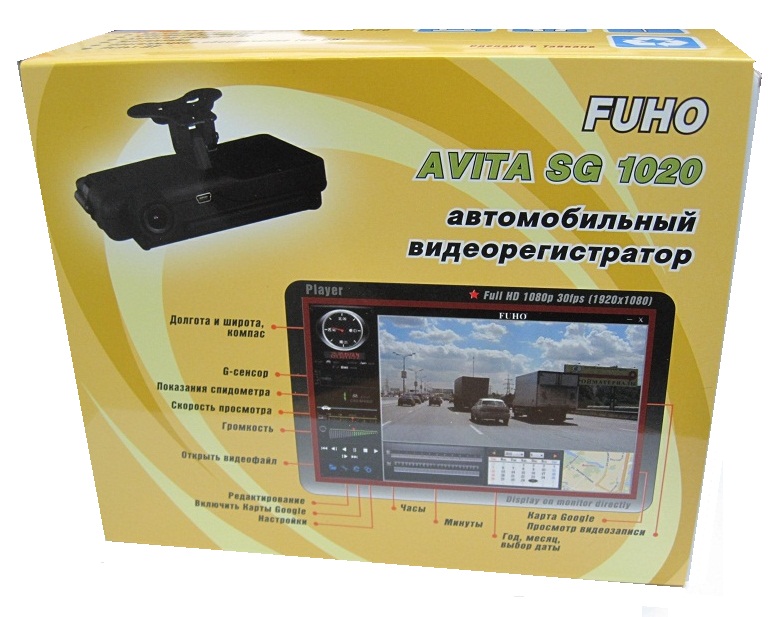 FUHO
AVITA SG 1020
автомобильный
видеорегистратор
Player
Full HD 1080p 30fps (1920x1080)
FUHO
Долгота и широта,
компас
G-сенсор
Показания спидометра
Скорость просмотра
Громкость
Открыть видеофайл
Редактирование
Включить Карты Google
Настройки
Часы
Минуты
Год, месяц,
выбор даты
Display on monitor directly
Карта Google
Просмотр видеозаписи